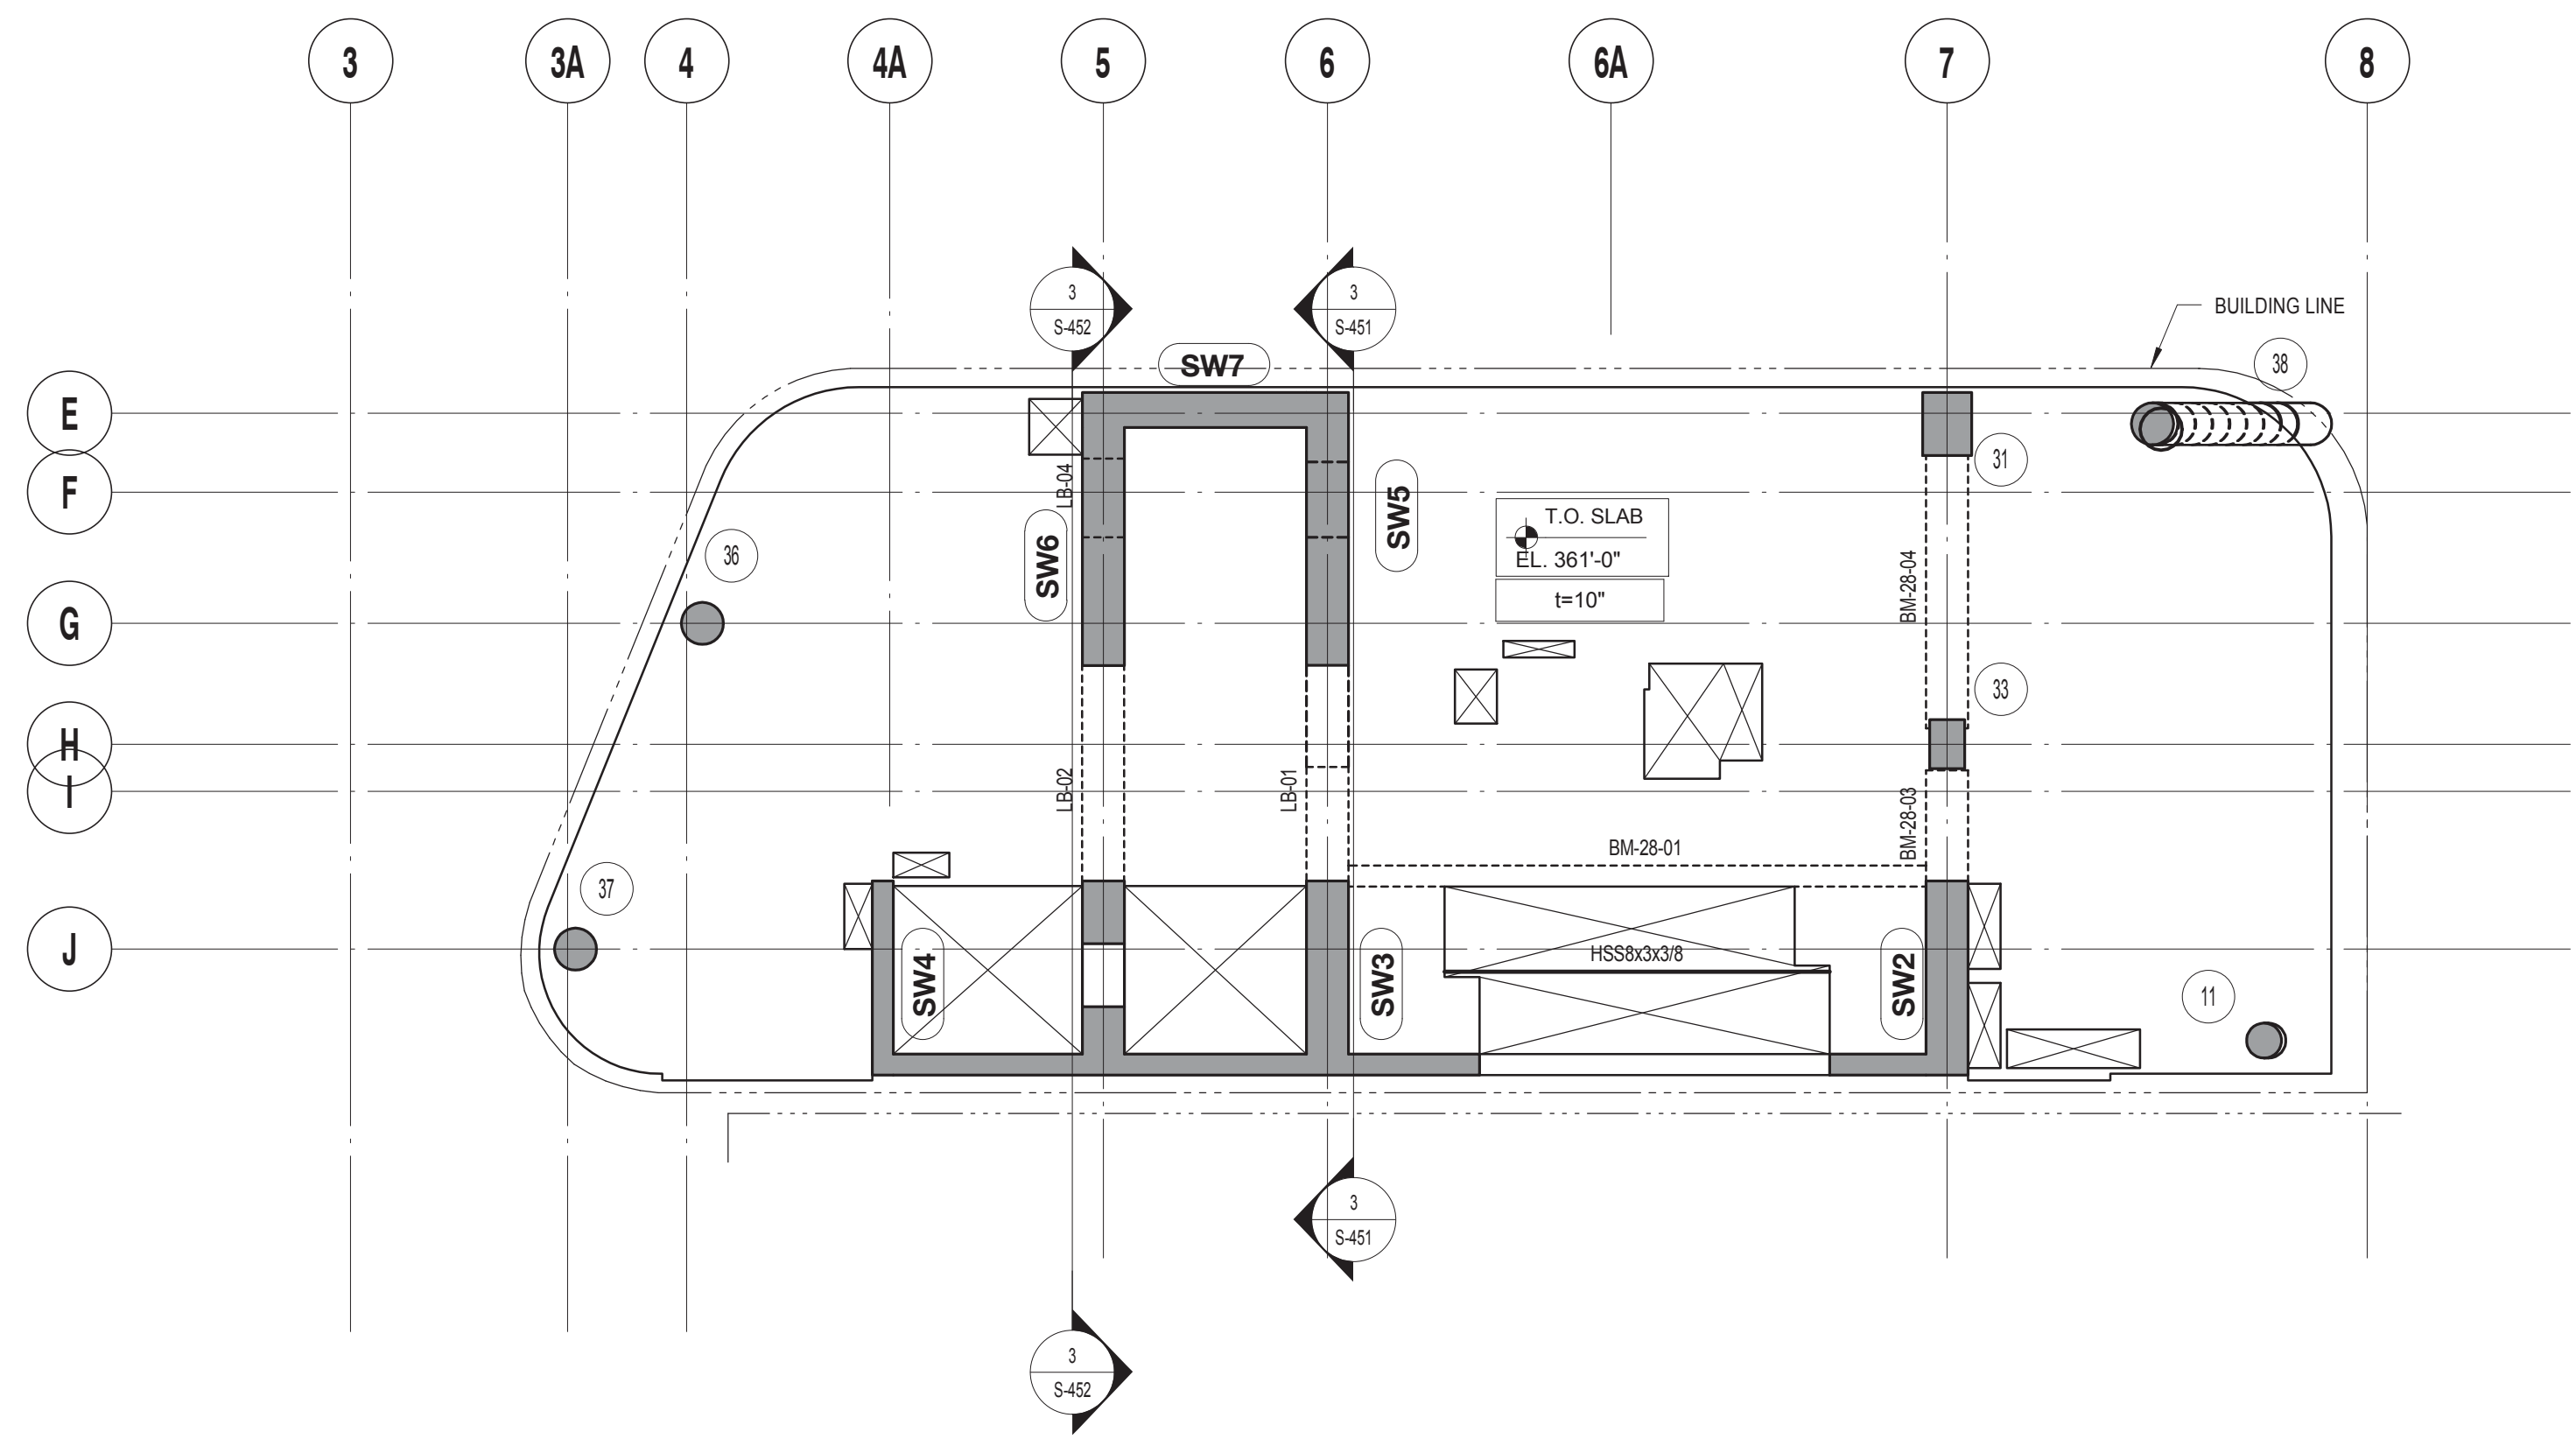 3
3A
4
4A
5
6
6A
7
8
3
S-452
3
S-451
BUILDING LINE
SW7
38
E
F
G
H
I
J
LB-04
SW6
SW5
31
T.O. SLAB
EL. 361'-0"
t=10"
36
BM-28-04
33
LB-02
LB-01
BM-28-03
BM-28-01
37
SW4
SW3
HSS8x3x3/8
SW2
11
3
S-451
3
S-452